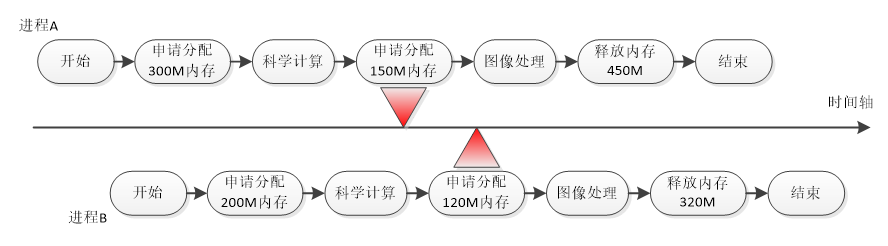 进程A
开始
申请分配
300M内存
科学计算
申请分配
150M内存
图像处理
释放内存
450M
结束
时间轴
开始
申请分配
200M内存
科学计算
申请分配
120M内存
图像处理
释放内存
320M
结束
进程B